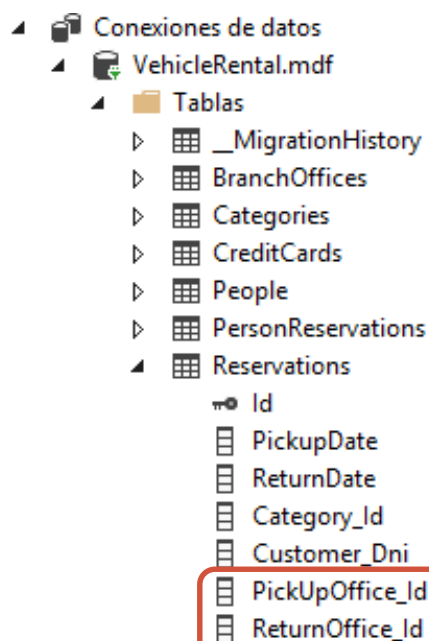 Conexiones de datos
VehicleRental.mdf
Tablas
__MigrationHistory
BranchOffices
Categories
CreditCards
People
PersonReservations
Reservations
Id
PickupDate
ReturnDate
Category_Id
Customer_Dni
PickUpOffice_Id
ReturnOffice_Id